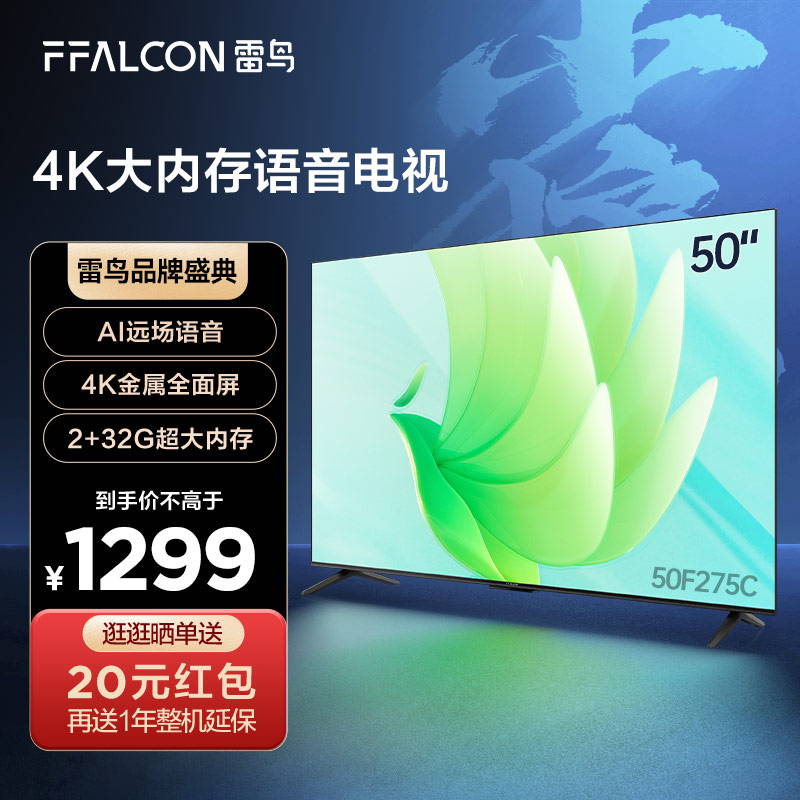 FFALCON 雷鸟
4K大内存语音电视
50"
雷鸟品牌盛典
AI远场语音
4K金属全面屏
2+32G超大内存
到手价不高于
¥1299
50F275C
逛逛晒单送
20元红包
再送1年整机延保